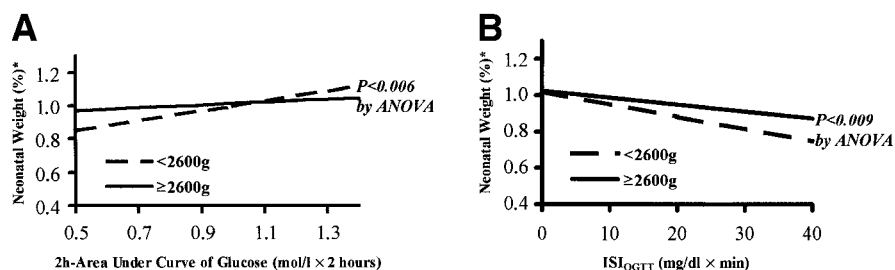 A
Neonatal Weight (%)*
1.2
1.0
0.8
0.6
0.4
P<0.006
by ANOVA
<2600g
≥2600g
0.5
0.7
0.9
1.1
1.3
2h-Area Under Curve of Glucose (mol/l × 2 hours)
B
Neonatal Weight (%)*
1.2
1.0
0.8
0.6
0.4
P<0.009
by ANOVA
<2600g
≥2600g
0
10
20
30
40
ISI_OGTT (mg/dl × min)